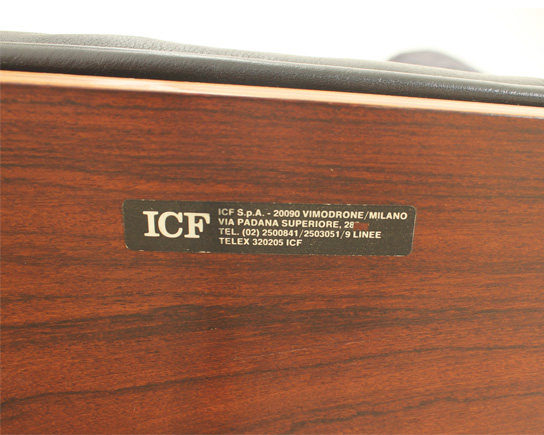 ICF
ICF S.p.A. - 20090 VIMODRONE/MILANO
VIA PADANA SUPERIORE,
TEL. (02) 2500841/2503051/9 LINEE
TELEX 320205 ICF